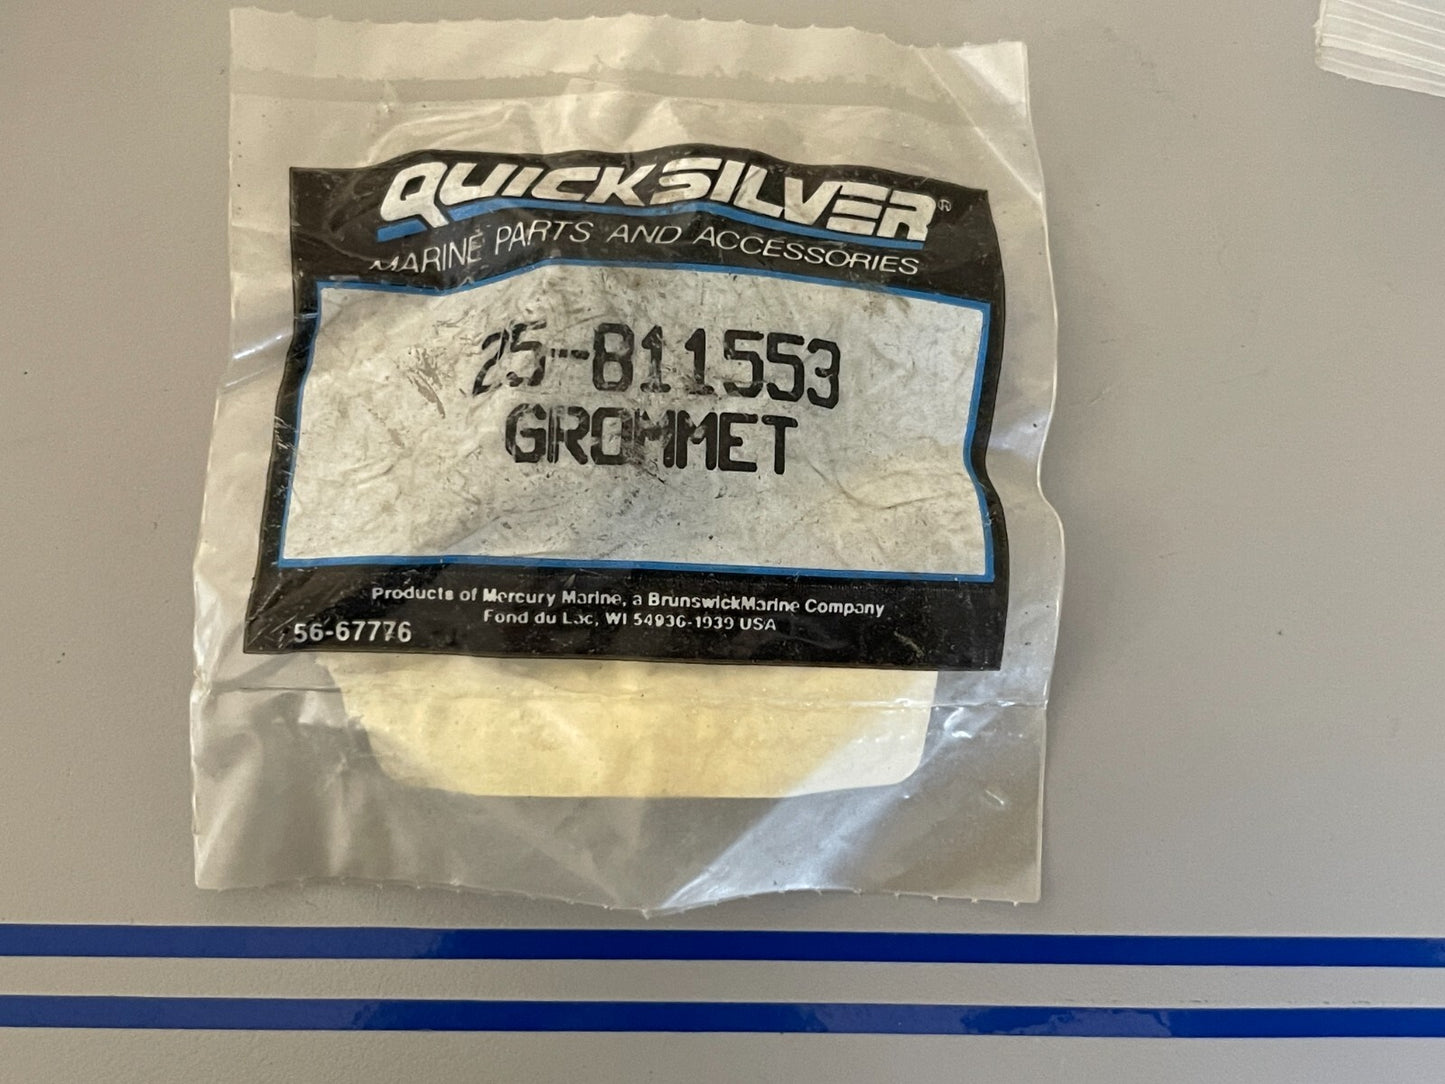 QUICKSILVER®
MARINE PARTS AND ACCESSORIES
25-811553
GROMMET
Products of Mercury Marine, a BrunswickMarine Company
Fond du Lac, WI 54936-1939 USA
56-67776